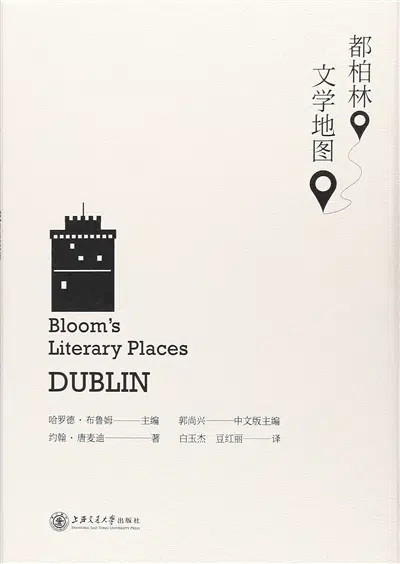 都柏林
文学地图
Bloom's
Literary Places
DUBLIN
哈罗德·布鲁姆——主编 郭尚兴——中文版主编
约翰·唐麦迪——著 白玉杰 豆红丽——译
上海交通大学出版社
SHANGHAI JIAO TONG UNIVERSITY PRESS